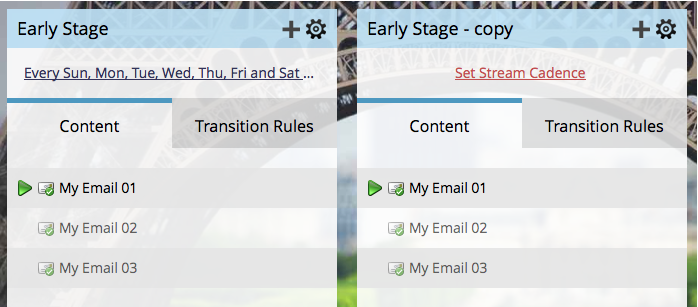 Early Stage
Every Sun, Mon, Tue, Wed, Thu, Fri and Sat ...
Content
Transition Rules
My Email 01
My Email 02
My Email 03
Early Stage - copy
Set Stream Cadence
Content
Transition Rules
My Email 01
My Email 02
My Email 03